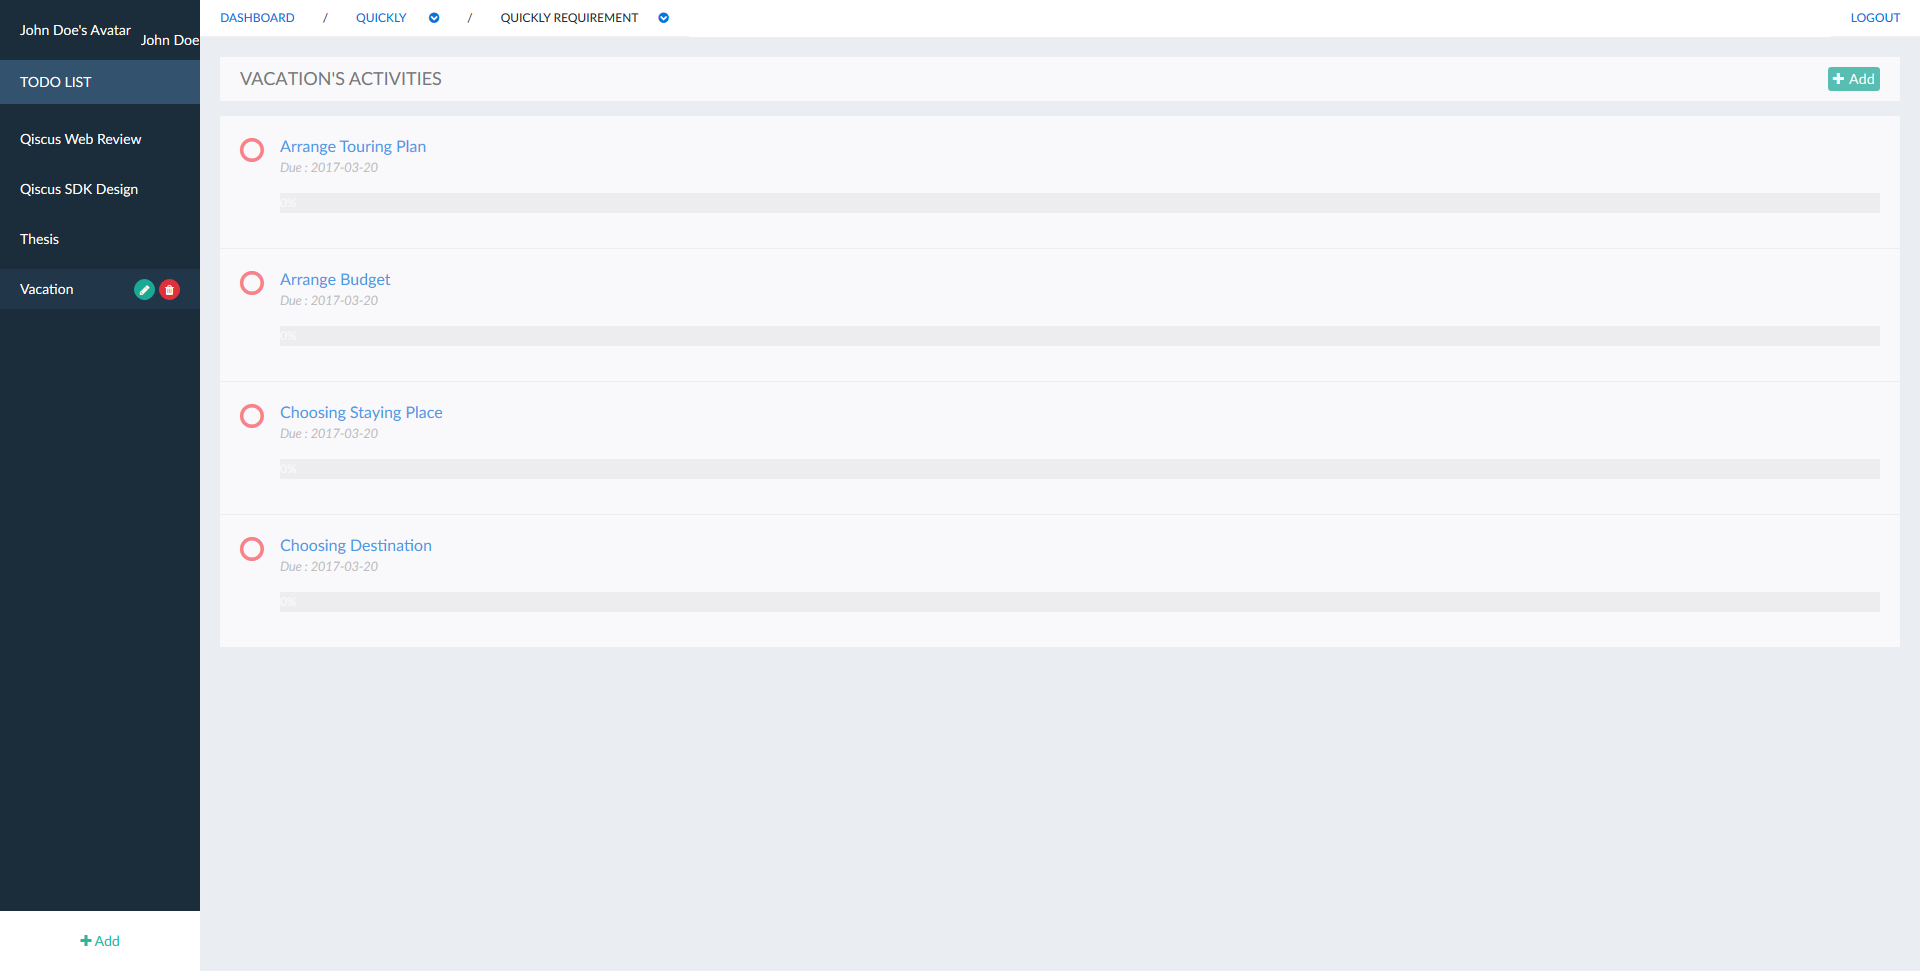 John Doe's Avatar
John Doe
TODO LIST
Qiscus Web Review
Qiscus SDK Design
Thesis
Vacation
Add
DASHBOARD / QUICKLY / QUICKLY REQUIREMENT LOGOUT
VACATION'S ACTIVITIES Add
Arrange Touring Plan
Due : 2017-03-20
0%
Arrange Budget
Due : 2017-03-20
0%
Choosing Staying Place
Due : 2017-03-20
0%
Choosing Destination
Due : 2017-03-20
0%